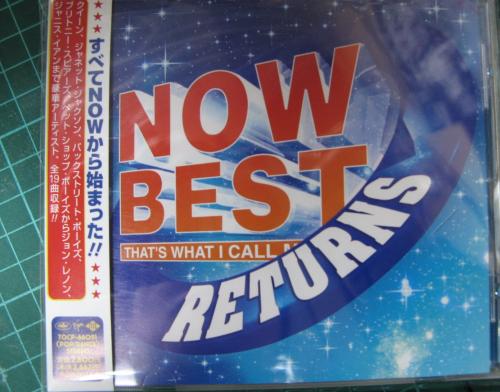 ★★★すべてNOWから始まった!!★★★
クイーン、ジャネット・ジャクソン、バックストリート・ボーイズ、
ブリトニー・スピアーズ、ペット・ショップ・ボーイズからジョン・レノン、
ジャニス・イアンまで豪華アーティスト。全19曲収録!!
NOW
BEST
THAT'S WHAT I CALL
RETURNS
Virgin
TOCP-66051
STEREO